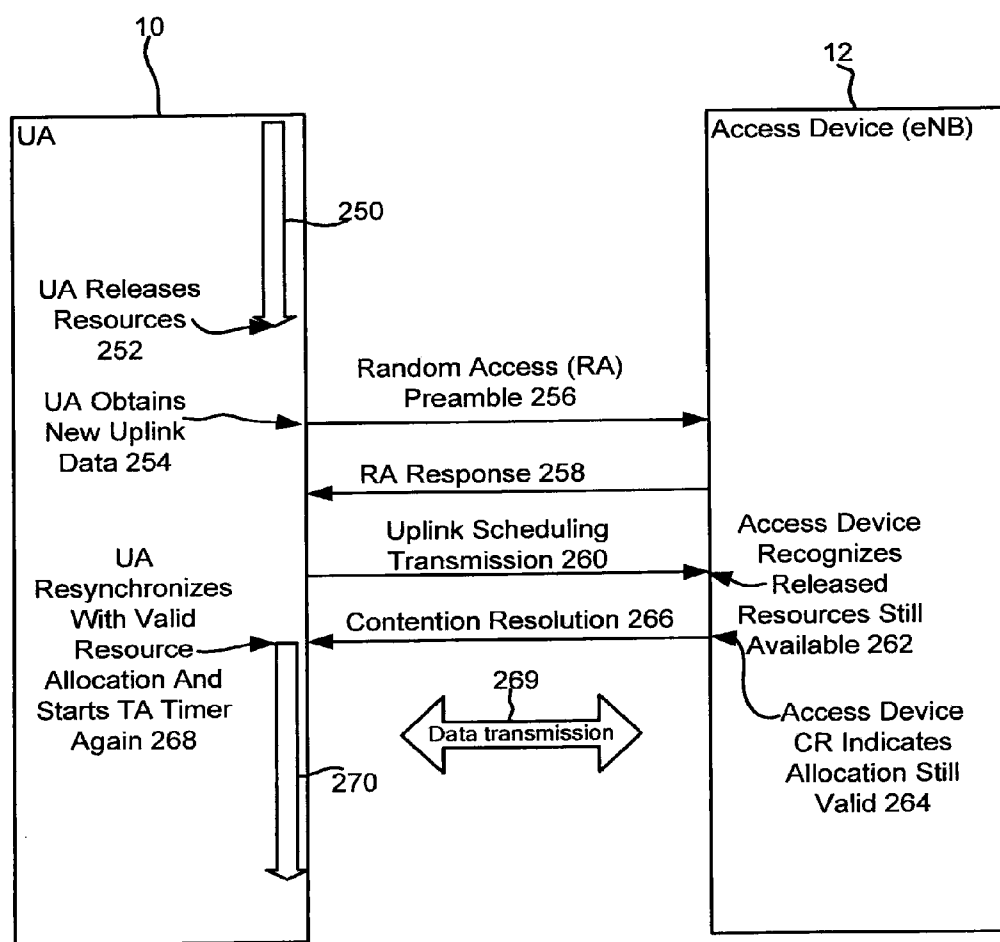 10
12
UA
Access Device (eNB)
250
UA Releases
Resources
252
Random Access (RA)
Preamble 256
UA Obtains
New Uplink
Data 254
RA Response 258
Uplink Scheduling
Transmission 260
Access Device
Recognizes
Released
Resources Still
Available 262
UA
Resynchronizes
With Valid
Resource
Allocation And
Starts TA Timer
Again 268
Contention Resolution 266
269
Data transmission
Access Device
CR Indicates
Allocation Still
Valid 264
270